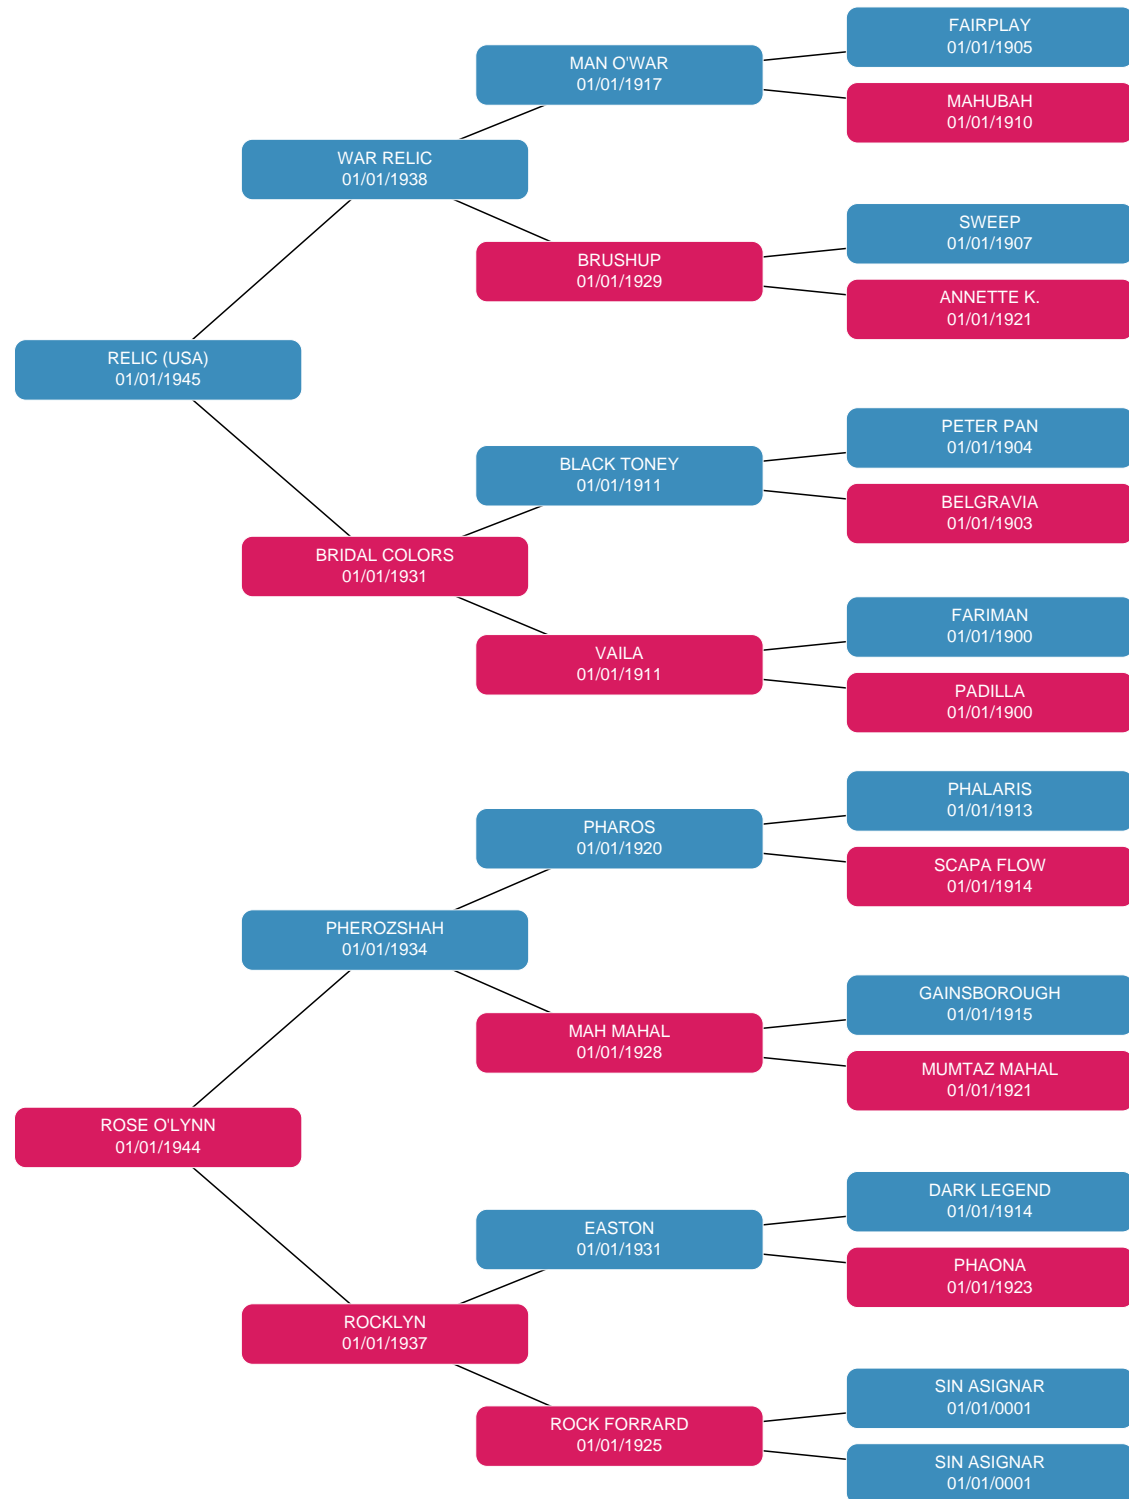 FAIRPLAY
01/01/1905
MAN O'WAR
01/01/1917
MAHUBAH
01/01/1910
WAR RELIC
01/01/1938
SWEEP
01/01/1907
BRUSHUP
01/01/1929
ANNETTE K.
01/01/1921
RELIC (USA)
01/01/1945
PETER PAN
01/01/1904
BLACK TONEY
01/01/1911
BELGRAVIA
01/01/1903
BRIDAL COLORS
01/01/1931
FARIMAN
01/01/1900
VAILA
01/01/1911
PADILLA
01/01/1900
PHALARIS
01/01/1913
PHAROS
01/01/1920
SCAPA FLOW
01/01/1914
PHEROZSHAH
01/01/1934
GAINSBOROUGH
01/01/1915
MAH MAHAL
01/01/1928
MUMTAZ MAHAL
01/01/1921
ROSE O'LYNN
01/01/1944
DARK LEGEND
01/01/1914
EASTON
01/01/1931
PHAONA
01/01/1923
ROCKLYN
01/01/1937
SIN ASIGNAR
01/01/0001
ROCK FORRARD
01/01/1925
SIN ASIGNAR
01/01/0001